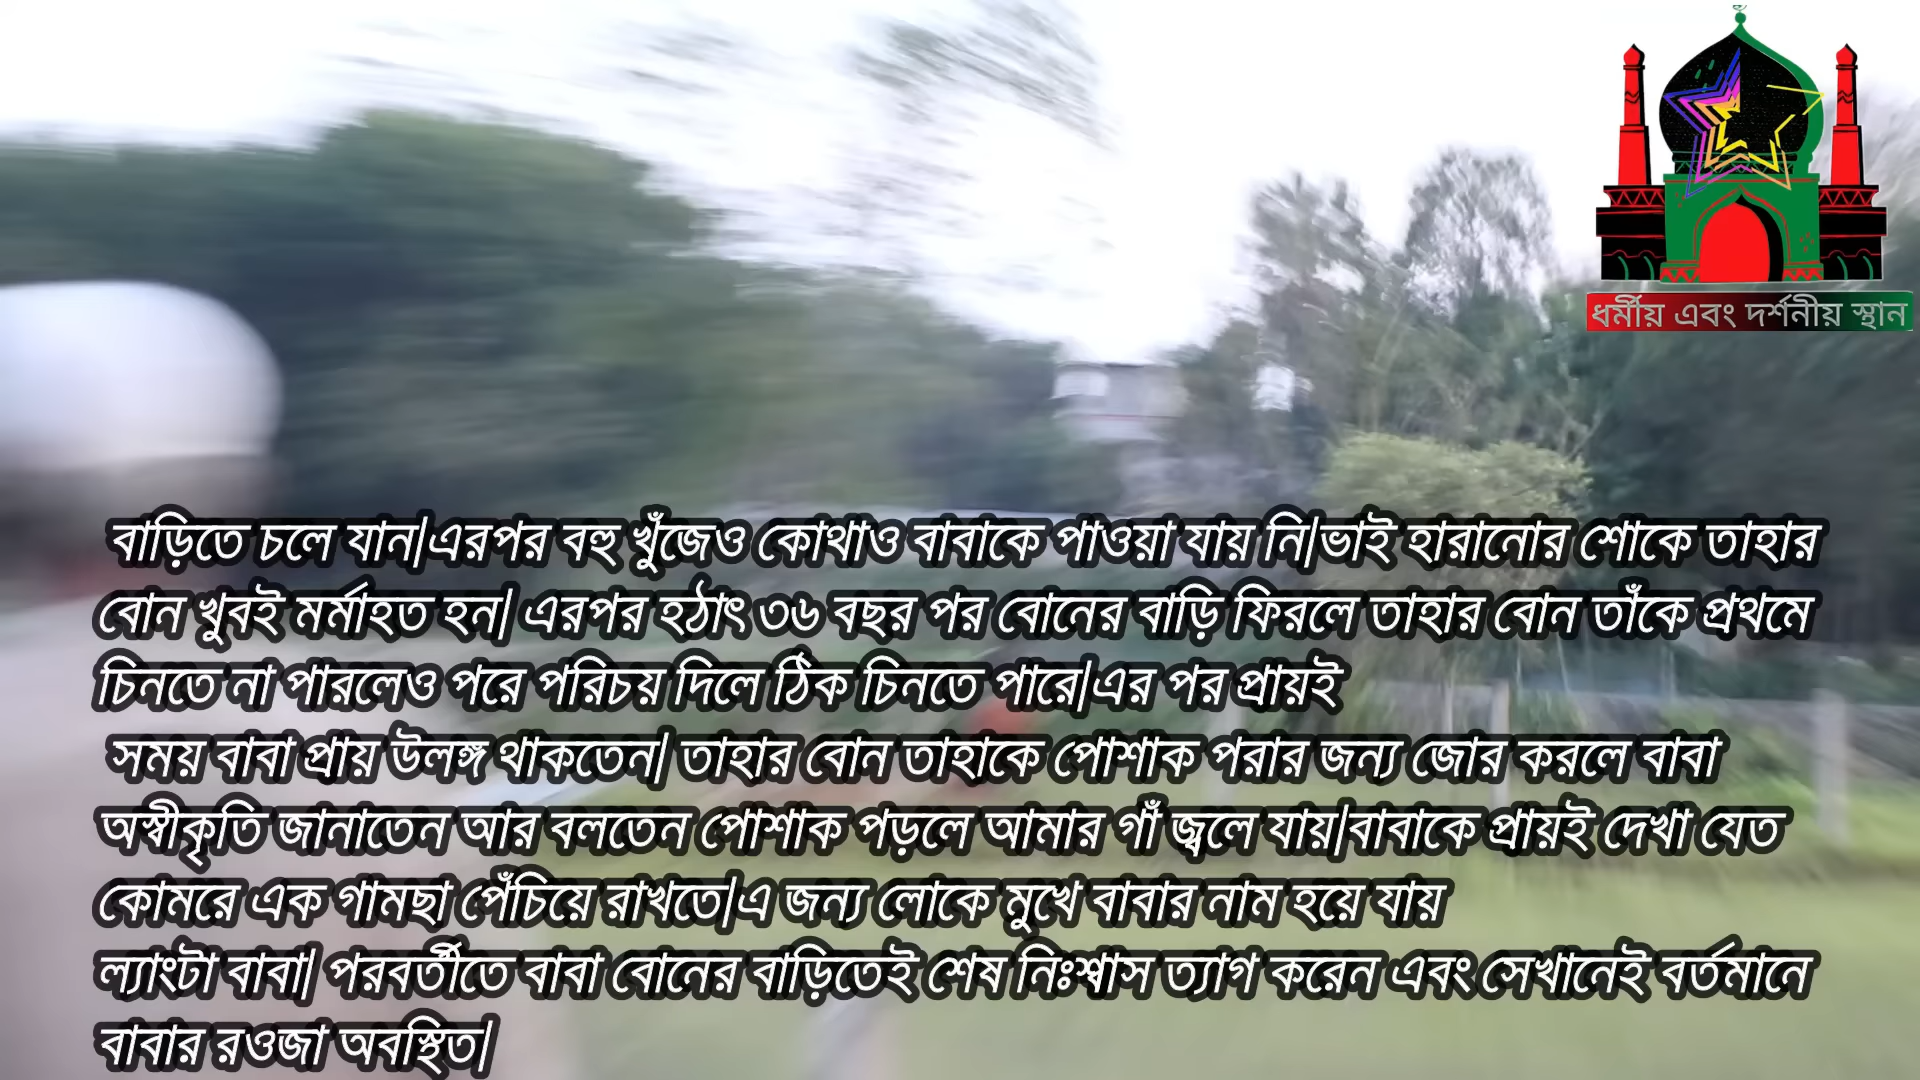 ধর্মীয় এবং দর্শনীয় স্থান
বাড়িতে চলে যান|এরপর বহু খুঁজেও কোথাও বাবাকে পাওয়া যায় নি|ভাই হারানোর শোকে তাহার
বোন খুবই মর্মাহত হন| এরপর হঠাৎ ৩৬ বছর পর বোনের বাড়ি ফিরলে তাহার বোন তাঁকে প্রথমে
চিনতে না পারলেও পরে পরিচয় দিলে ঠিক চিনতে পারে|এর পর প্রায়ই
সময় বাবা প্রায় উলঙ্গ থাকতেন| তাহার বোন তাহাকে পোশাক পরার জন্য জোর করলে বাবা
অস্বীকৃতি জানাতেন আর বলতেন পোশাক পড়লে আমার গাঁ জ্বলে যায়|বাবাকে প্রায়ই দেখা যেত
কোমরে এক গামছা পেঁচিয়ে রাখতে|এ জন্য লোকে মুখে বাবার নাম হয়ে যায়
ল্যাংটা বাবা| পরবর্তীতে বাবা বোনের বাড়িতেই শেষ নিঃশ্বাস ত্যাগ করেন এবং সেখানেই বর্তমানে
বাবার রওজা অবস্থিত|